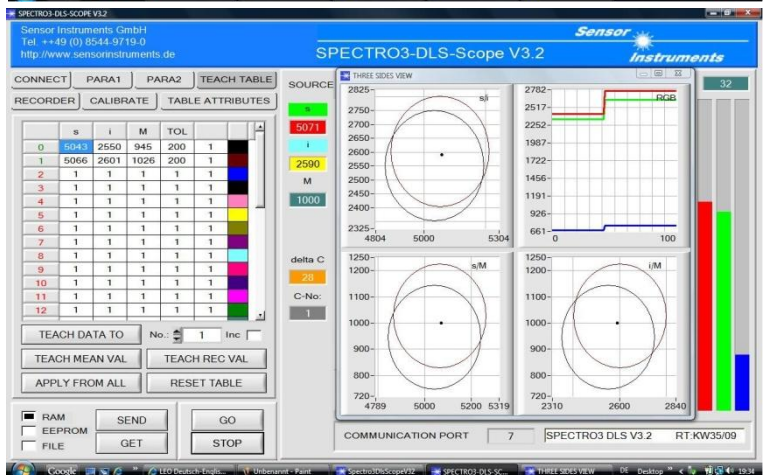 SPECTRO3-DLS-SCOPE V3.2
Sensor Instruments GmbH
Tel. ++49 (0) 8544-9719-0
http://www.sensorinstruments.de
SPECTRO3-DLS-Scope V3.2
Sensor
Instruments
CONNECT PARA1 PARA2 TEACH TABLE
RECORDER CALIBRATE TABLE ATTRIBUTES
s i M TOL
0 5043 2550 945 200 1
1 5066 2601 1026 200 1
2 1 1 1 1 1
3 1 1 1 1 1
4 1 1 1 1 1
5 1 1 1 1 1
6 1 1 1 1 1
7 1 1 1 1 1
8 1 1 1 1 1
9 1 1 1 1 1
10 1 1 1 1 1
11 1 1 1 1 1
12 1 1 1 1 1
TEACH DATA TO No.: 1 Inc
TEACH MEAN VAL TEACH REC VAL
APPLY FROM ALL RESET TABLE
RAM
EEPROM
FILE
SEND GO
GET STOP
SOURCE
s
5071
i
2590
M
1000
delta C
28
C-No:
1
THREE SIDES VIEW
s/i
2825
2750
2700
2650
2600
2550
2500
2450
2400
2325
4804 5000 5304
RGB
2782
2517
2252
1987
1722
1456
1191
926
661
0 100
s/M
1250
1200
1100
1000
900
800
720
4789 5000 5200 5319
i/M
1250
1200
1100
1000
900
800
720
2310 2600 2840
32
COMMUNICATION PORT 7 SPECTRO3 DLS V3.2 RT:KW35/09
Google LEO Deutsch-Englis... Unbenannt - Paint Spectro3DlsScopeV32 SPECTRO3-DLS-SC... THREE SIDES VIEW DE Desktop 19:34